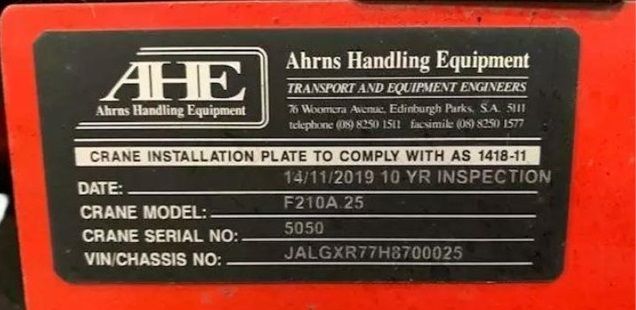 AHE
Ahrns Handling Equipment
Ahrns Handling Equipment
TRANSPORT AND EQUIPMENT ENGINEERS
76 Woomera Avenue, Edinburgh Parks. S.A. 5111
telephone (08) 8250 1511 facsimile (08) 8250 1577
CRANE INSTALLATION PLATE TO COMPLY WITH AS 1418-11
DATE: 14/11/2019 10 YR INSPECTION
CRANE MODEL: F210A.25
CRANE SERIAL NO: 5050
VIN/CHASSIS NO: JALGXR77H8700025